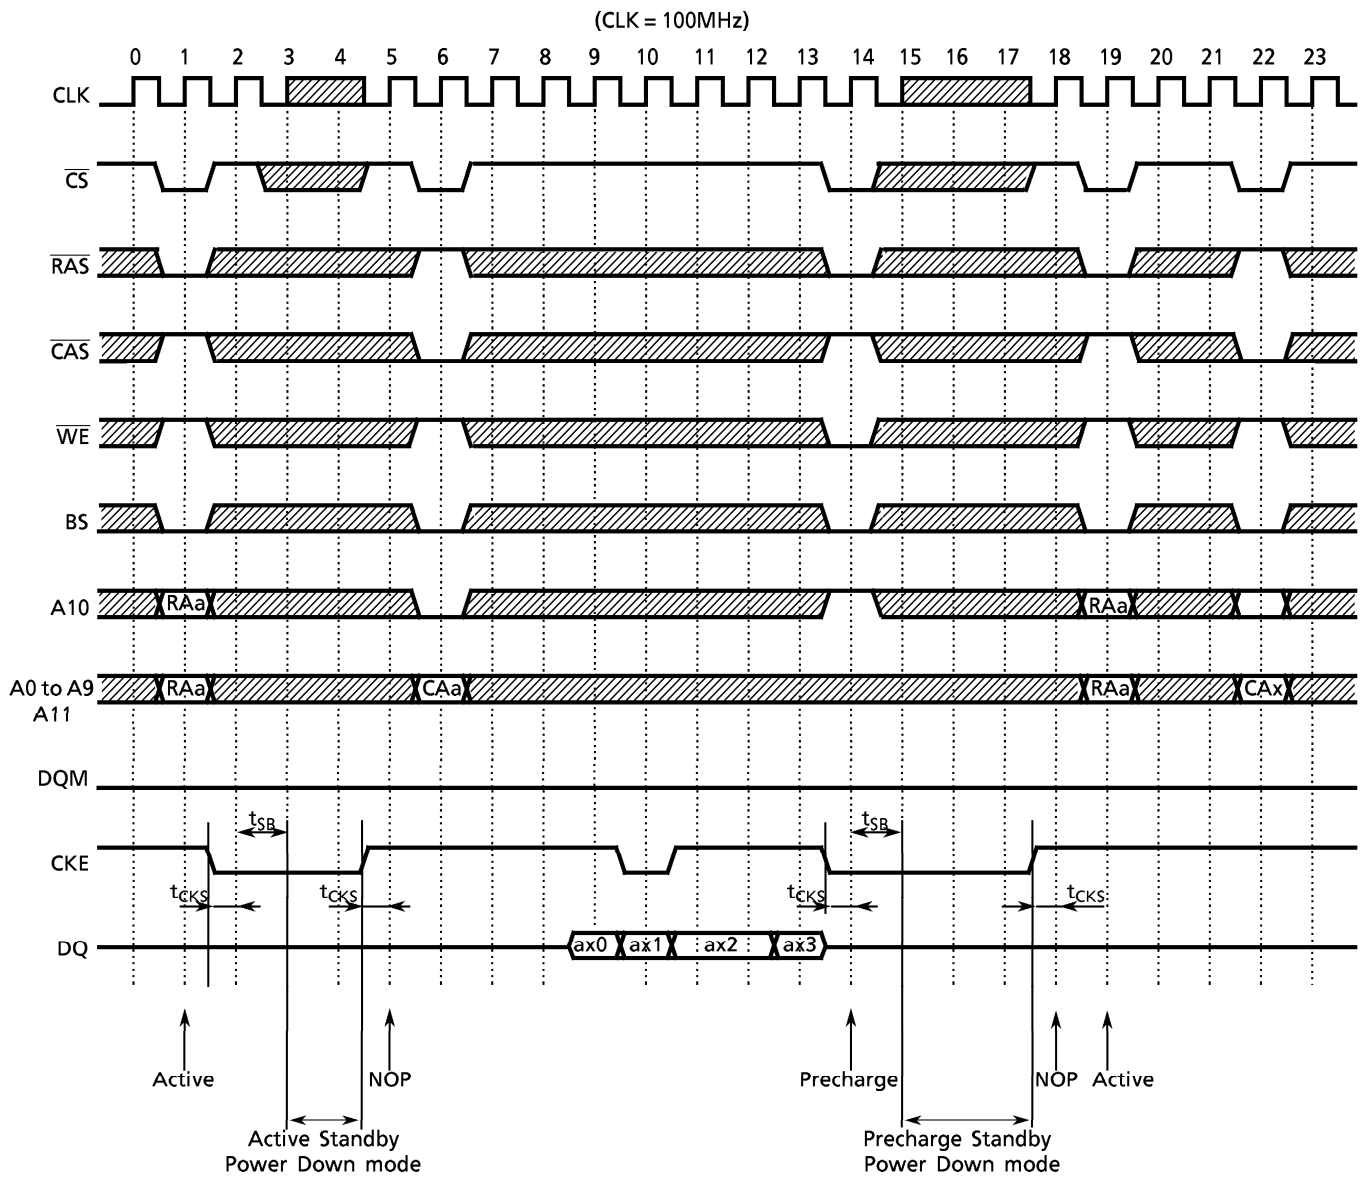 (CLK = 100MHz)
0 1 2 3 4 5 6 7 8 9 10 11 12 13 14 15 16 17 18 19 20 21 22 23
CLK
CS
RAS
CAS
WE
BS
A10 RAa RAa
A0 to A9 RAa CAa RAa CAx
A11
DQM
tSB tSB
CKE
tCKS tCKS tCKS tCKS
DQ ax0 ax1 ax2 ax3
Active NOP Precharge NOP Active
Active Standby Precharge Standby
Power Down mode Power Down mode